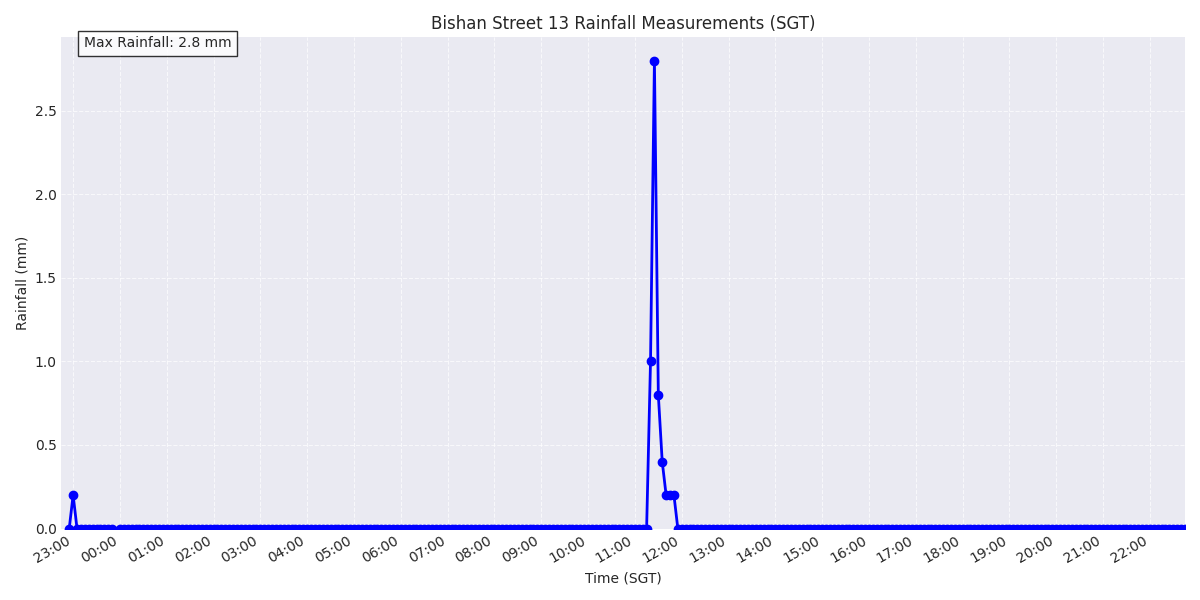 Bishan Street 13 Rainfall Measurements (SGT)
Max Rainfall: 2.8 mm
Rainfall (mm)
2.5
2.0
1.5
1.0
0.5
0.0
23:00 00:00 01:00 02:00 03:00 04:00 05:00 06:00 07:00 08:00 09:00 10:00 11:00 12:00 13:00 14:00 15:00 16:00 17:00 18:00 19:00 20:00 21:00 22:00
Time (SGT)